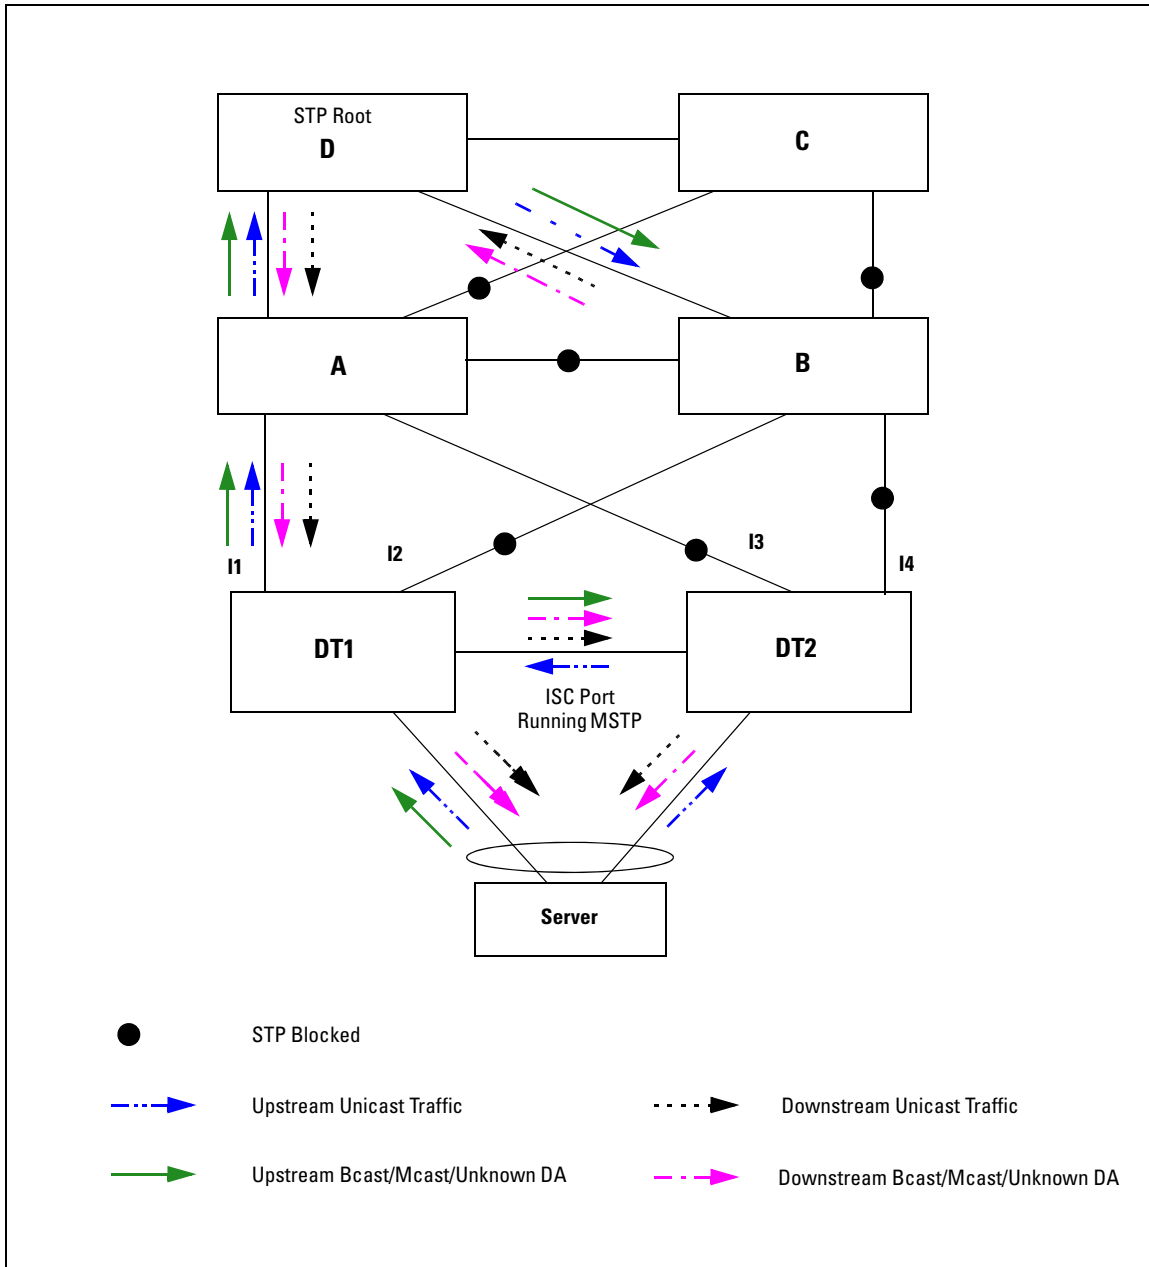 STP Root
D
C
A
B
I1
I2
I3
I4
DT1
DT2
ISC Port
Running MSTP
Server
STP Blocked
Upstream Unicast Traffic
Downstream Unicast Traffic
Upstream Bcast/Mcast/Unknown DA
Downstream Bcast/Mcast/Unknown DA